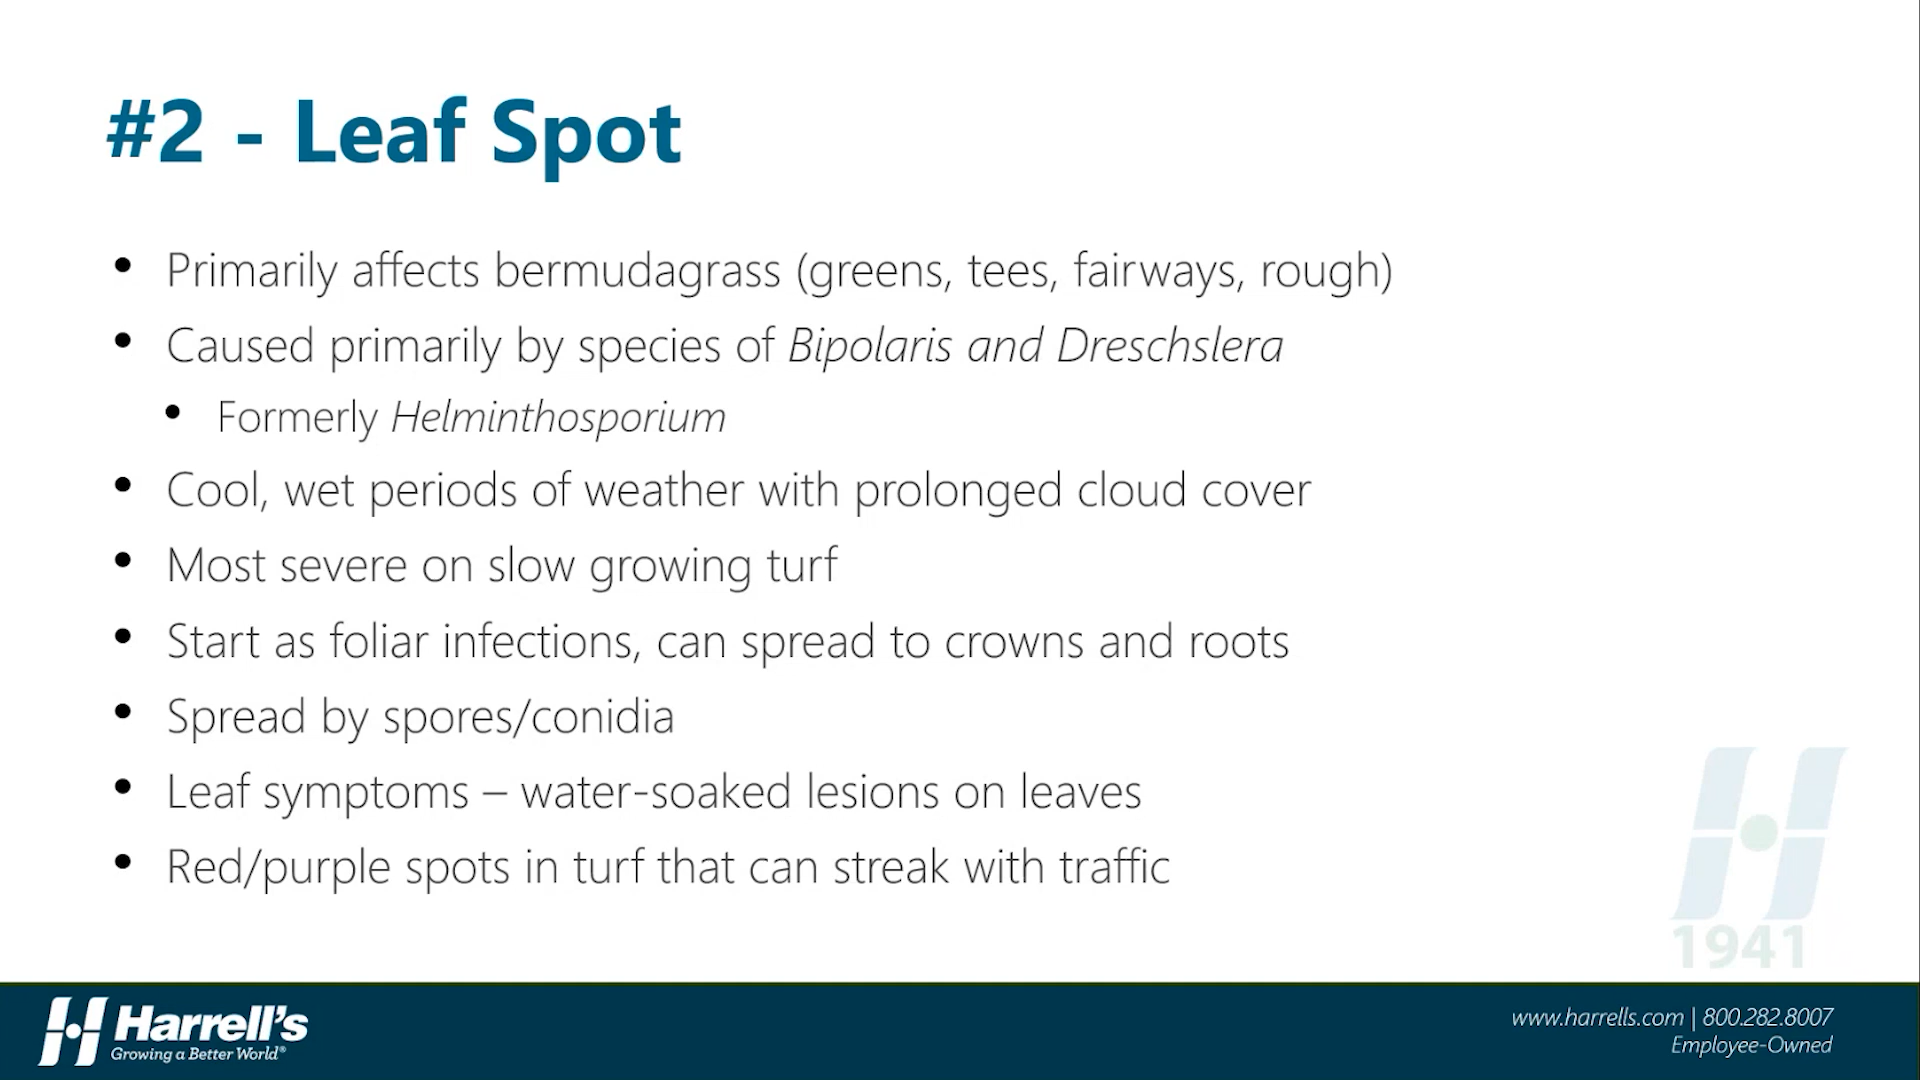 #2 - Leaf Spot
• Primarily affects bermudagrass (greens, tees, fairways, rough)
• Caused primarily by species of Bipolaris and Dreschslera
• Formerly Helminthosporium
• Cool, wet periods of weather with prolonged cloud cover
• Most severe on slow growing turf
• Start as foliar infections, can spread to crowns and roots
• Spread by spores/conidia
• Leaf symptoms – water-soaked lesions on leaves
• Red/purple spots in turf that can streak with traffic
1941
Harrell's
Growing a Better World®
www.harrells.com | 800.282.8007
Employee-Owned